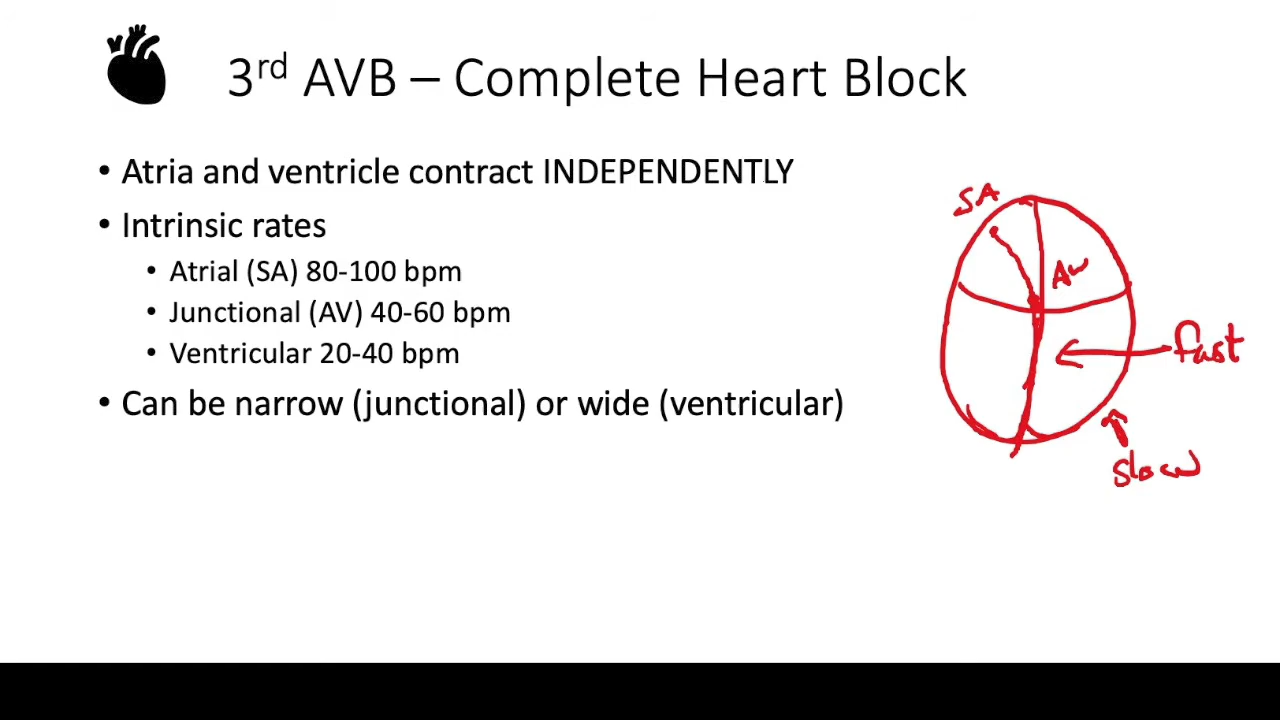 3rd AVB – Complete Heart Block
• Atria and ventricle contract INDEPENDENTLY
• Intrinsic rates
• Atrial (SA) 80-100 bpm
• Junctional (AV) 40-60 bpm
• Ventricular 20-40 bpm
• Can be narrow (junctional) or wide (ventricular)
SA
AV
fast
slow